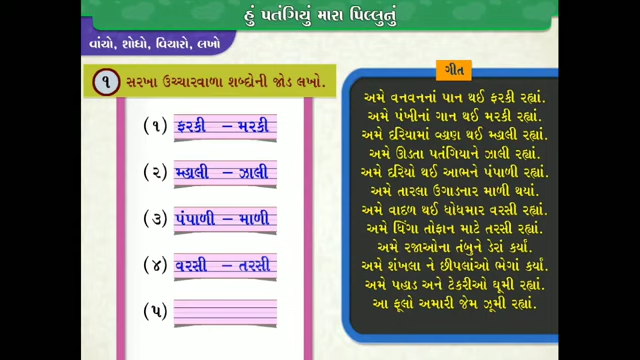 હું પતંગિયું મારા પિલ્લુનું
વાંચો, શોધો, વિચારો, લખો
૧ સરખા ઉચ્ચારવાળા શબ્દોની જોડ લખો.
(૧) ફરકી – મરકી
(૨) મ્હાલી – ઝાલી
(૩) પંપાળી – માળી
(૪) વરસી – તરસી
(૫)
ગીત
અમે વનવનનાં પાન થઈ ફરકી રહ્યાં.
અમે પંખીનાં ગાન થઈ મરકી રહ્યાં.
અમે દરિયામાં વ્હાણ થઈ મ્હાલી રહ્યાં.
અમે ઊડતા પતંગિયાને ઝાલી રહ્યાં.
અમે દરિયો થઈ આભને પંપાળી રહ્યાં.
અમે તારલા ઉગાડનાર માળી થયાં.
અમે વાદળ થઈ ધોધમાર વરસી રહ્યાં.
અમે ધિંગા તોફાન માટે તરસી રહ્યાં.
અમે રજાઓના તંબુને ડેરાં કર્યાં.
અમે શંખલા ને છીપલાંઓ ભેગાં કર્યાં.
અમે પહાડ અને ટેકરીઓ ઘૂમી રહ્યાં.
આ ફૂલો અમારી જેમ ઝૂમી રહ્યાં.